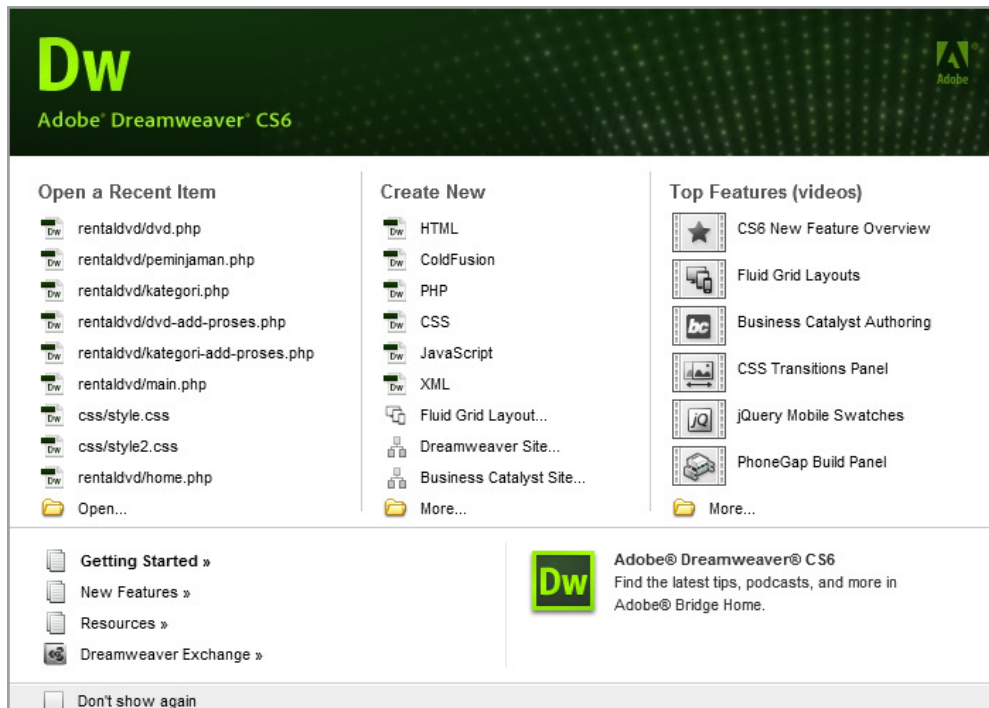 Dw
Adobe® Dreamweaver® CS6
Adobe
Open a Recent Item
rentaldvd/dvd.php
rentaldvd/peminjaman.php
rentaldvd/kategori.php
rentaldvd/dvd-add-proses.php
rentaldvd/kategori-add-proses.php
rentaldvd/main.php
css/style.css
css/style2.css
rentaldvd/home.php
Open...
Create New
HTML
ColdFusion
PHP
CSS
JavaScript
XML
Fluid Grid Layout...
Dreamweaver Site...
Business Catalyst Site...
More...
Top Features (videos)
CS6 New Feature Overview
Fluid Grid Layouts
bc
Business Catalyst Authoring
CSS Transitions Panel
jQ
jQuery Mobile Swatches
PhoneGap Build Panel
More...
Getting Started »
New Features »
Resources »
Dreamweaver Exchange »
Dw
Adobe® Dreamweaver® CS6
Find the latest tips, podcasts, and more in
Adobe® Bridge Home.
Don't show again